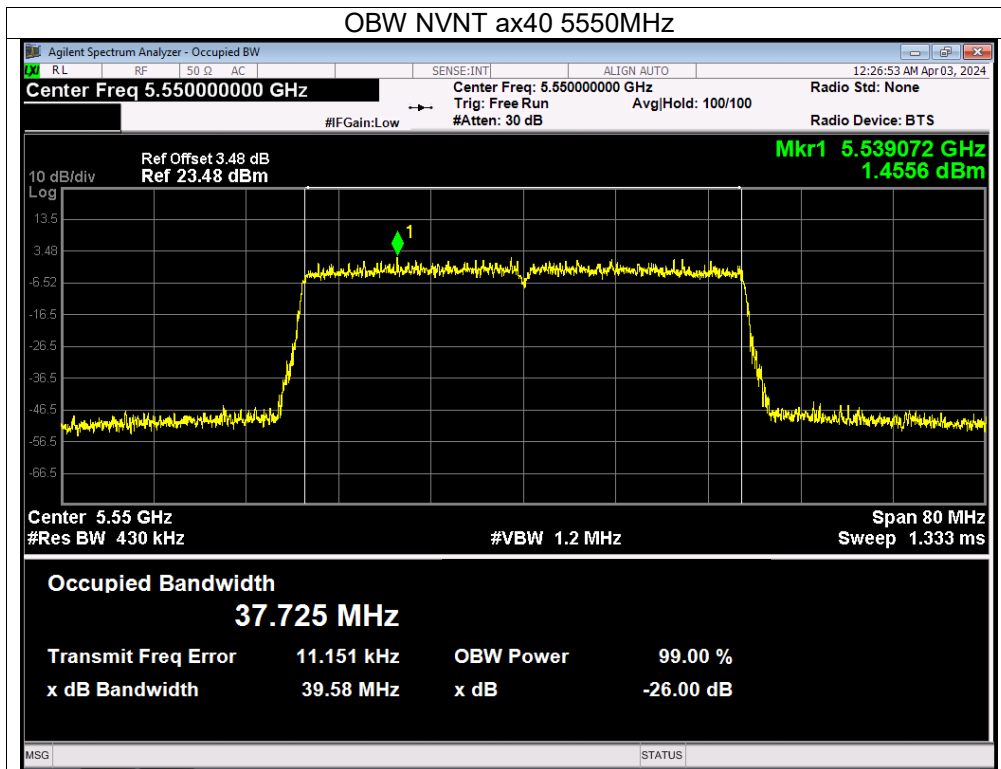 OBW NVNT ax40 5550MHz
Agilent Spectrum Analyzer - Occupied BW
LXI RL RF 50 Ω AC SENSE:INT ALIGN AUTO 12:26:53 AM Apr 03, 2024
Center Freq 5.550000000 GHz Center Freq: 5.550000000 GHz Radio Std: None
Trig: Free Run Avg|Hold: 100/100
#IFGain:Low #Atten: 30 dB Radio Device: BTS
Ref Offset 3.48 dB Mkr1 5.539072 GHz
10 dB/div Ref 23.48 dBm 1.4556 dBm
Log
13.5
1
3.48
-6.52
-16.5
-26.5
-36.5
-46.5
-56.5
-66.5
Center 5.55 GHz Span 80 MHz
#Res BW 430 kHz #VBW 1.2 MHz Sweep 1.333 ms
Occupied Bandwidth
37.725 MHz
Transmit Freq Error 11.151 kHz OBW Power 99.00 %
x dB Bandwidth 39.58 MHz x dB -26.00 dB
MSG STATUS